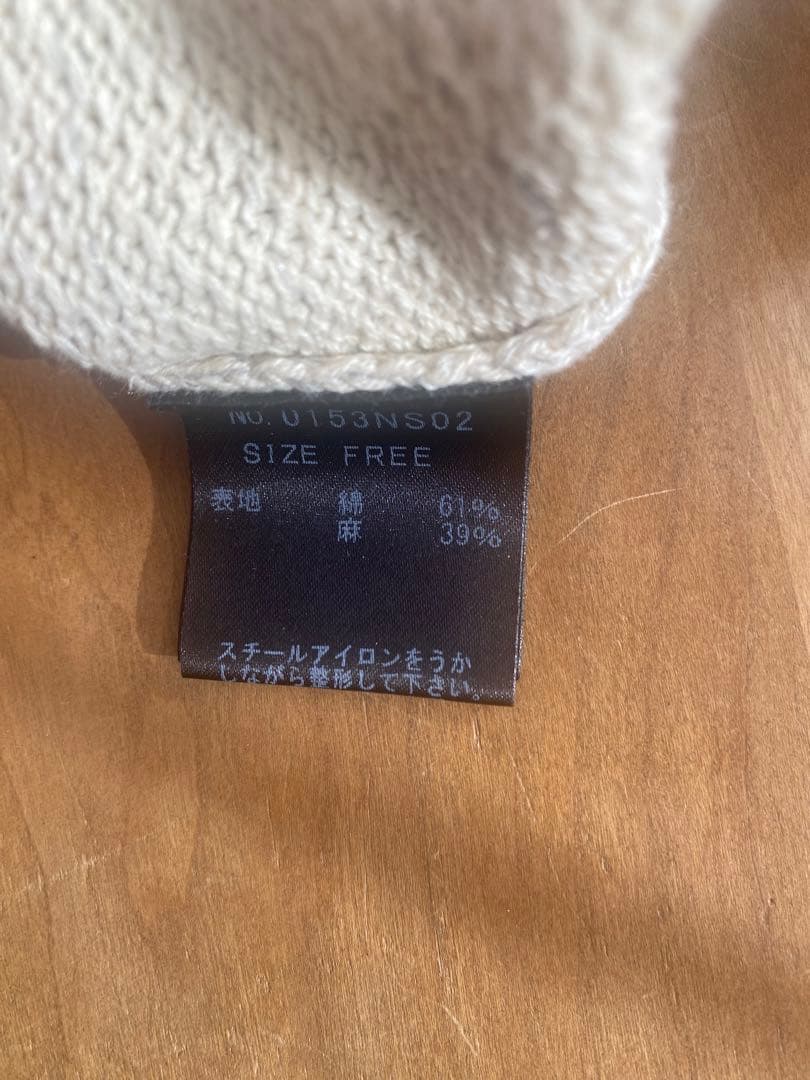 NO. 0153NS02
SIZE FREE
表地 綿 61%
麻 39%
スチールアイロンをうか
しながら整形して下さい。